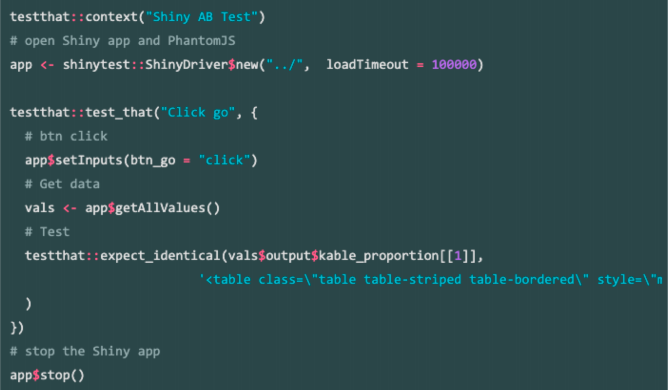 testthat::context("Shiny AB Test")
# open Shiny app and PhantomJS
app <- shinytest::ShinyDriver$new("../", loadTimeout = 100000)
testthat::test_that("Click go", {
# btn click
app$setInputs(btn_go = "click")
# Get data
vals <- app$getAllValues()
# Test
testthat::expect_identical(vals$output$kable_proportion[[1]],
'<table class=\"table table-striped table-bordered\" style=\"m
)
})
# stop the Shiny app
app$stop()